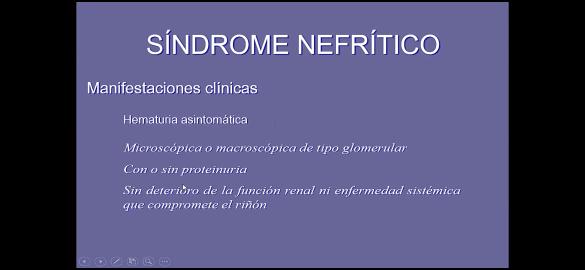 SÍNDROME NEFRÍTICO
Manifestaciones clínicas
Hematuria asintomática
Microscópica o macroscópica de tipo glomerular
Con o sin proteinuria
Sin deterioro de la función renal ni enfermedad sistémica
que compromete el riñón